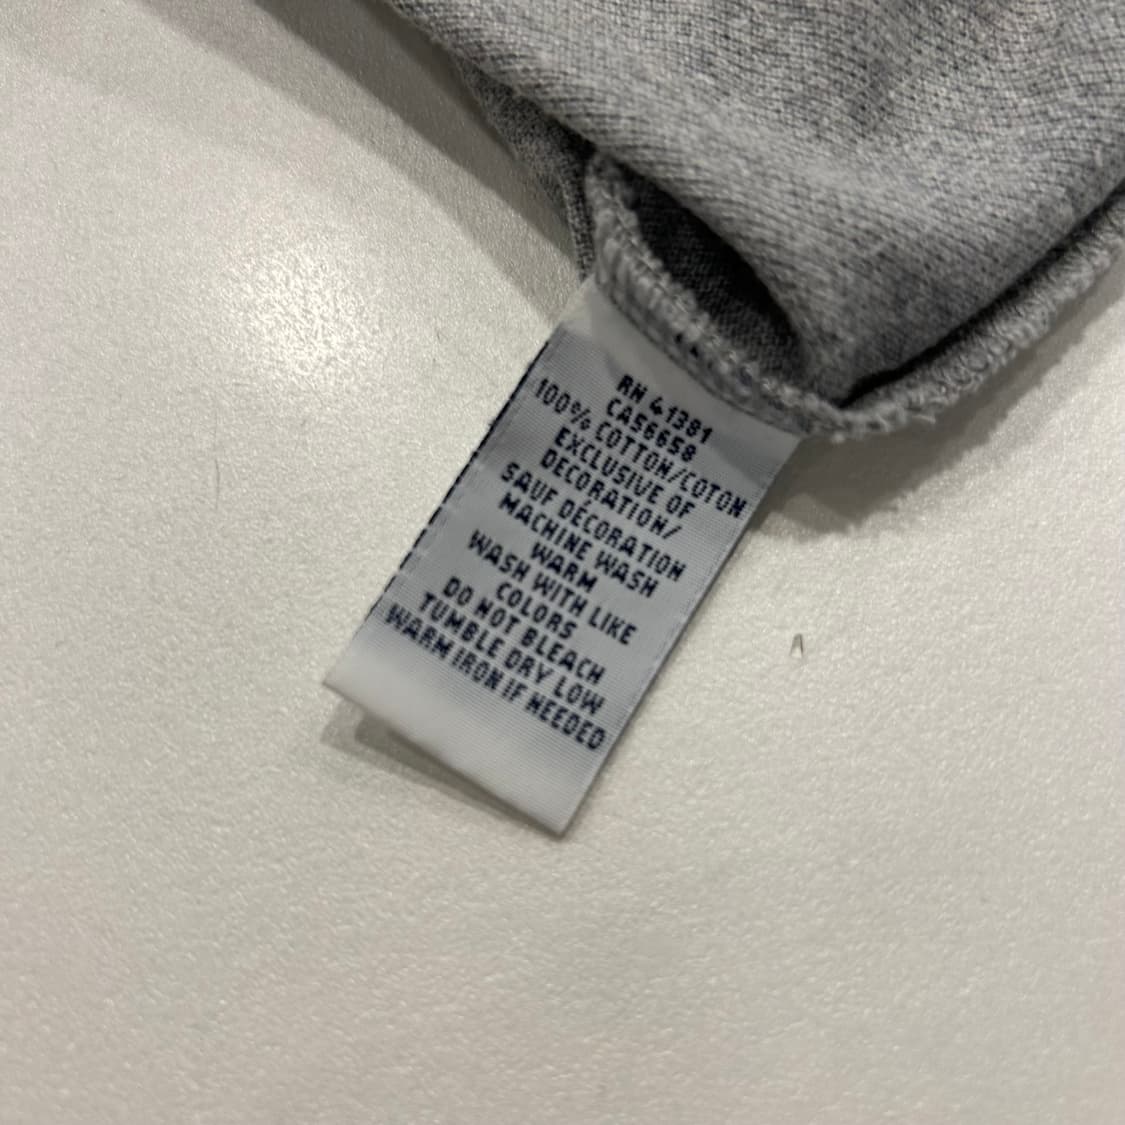 RN 41381
CA56658
100% COTTON/COTON
EXCLUSIVE OF
DECORATION/
SAUF DÉCORATION
MACHINE WASH
WARM
WASH WITH LIKE
COLORS
DO NOT BLEACH
TUMBLE DRY LOW
WARM IRON IF NEEDED